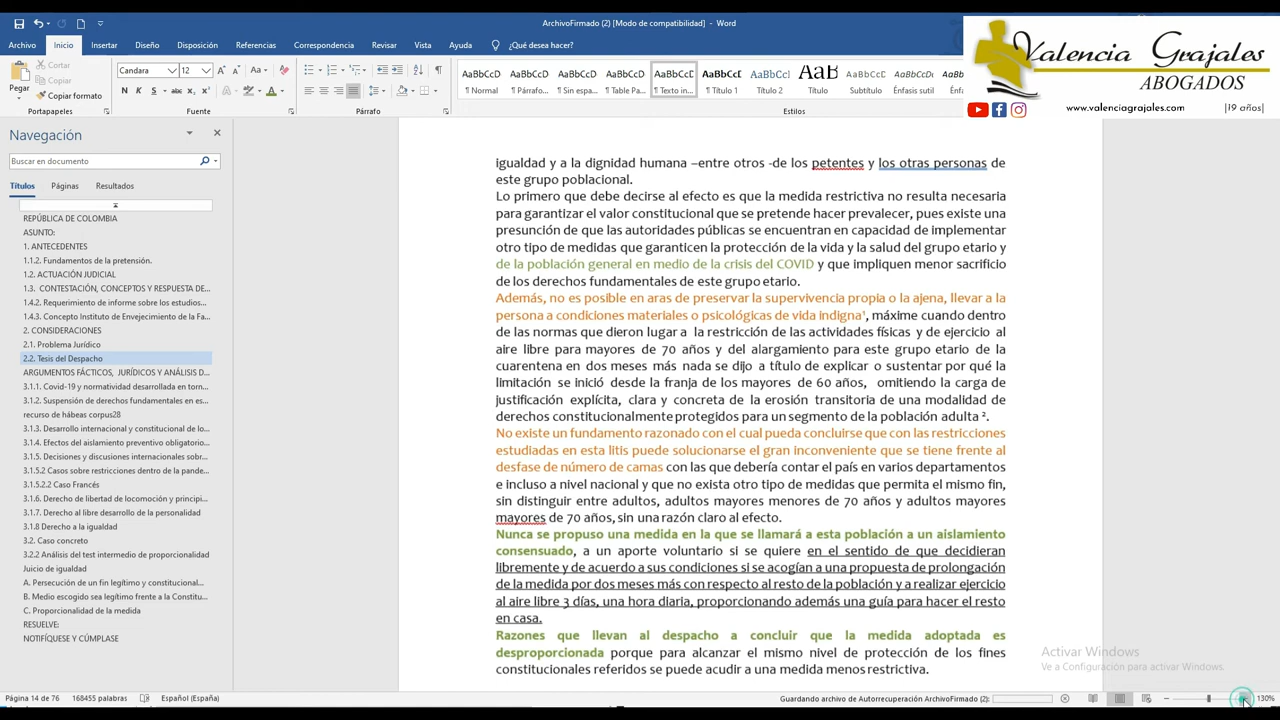 ArchivoFirmado (2) [Modo de compatibilidad] - Word
Archivo Inicio Insertar Diseño Disposición Referencias Correspondencia Revisar Vista Ayuda ¿Qué desea hacer?
Valencia Grajales
ABOGADOS
www.valenciagrajales.com |19 años|
Pegar
Cortar
Copiar
Copiar formato
Portapapeles
Candara 12
Fuente
Párrafo
AaBbCcD AaBbCcD AaBbCcD AaBbCcD AaBbCcD AaBbCcD AaBbCcD AaB AaBbCcD AaBbCcD AaBbCcD
¶ Normal ¶ Párrafo... ¶ Sin espa... ¶ Table Pa... ¶ Texto in... ¶ Título 1 ¶ Título 2 Título Subtítulo Énfasis sutil Énfasis
Estilos
Navegación
Buscar en documento
Títulos Páginas Resultados
REPÚBLICA DE COLOMBIA
ASUNTO:
1. ANTECEDENTES
1.1.2. Fundamentos de la pretensión.
1.2. ACTUACIÓN JUDICIAL
1.3. CONTESTACIÓN, CONCEPTOS Y RESPUESTA DE...
1.4.2. Requerimiento de informe sobre los estudios...
1.4.3. Concepto Instituto de Envejecimiento de la Fa...
2. CONSIDERACIONES
2.1. Problema Jurídico
2.2. Tesis del Despacho
ARGUMENTOS FÁCTICOS, JURÍDICOS Y ANÁLISIS D...
3.1.1. Covid-19 y normatividad desarrollada en torn...
3.1.2. Suspensión de derechos fundamentales en es...
recurso de hábeas corpus28
3.1.3. Desarrollo internacional y constitucional de lo...
3.1.4. Efectos del aislamiento preventivo obligatorio...
3.1.5. Decisiones y discusiones internacionales sobr...
3.1.5.2 Casos sobre restricciones dentro de la pande...
3.1.5.2.2 Caso Francés
3.1.6. Derecho de libertad de locomoción y principi...
3.1.7. Derecho al libre desarrollo de la personalidad
3.1.8 Derecho a la igualdad
3.2. Caso concreto
3.2.2 Análisis del test intermedio de proporcionalidad
Juicio de igualdad
A. Persecución de un fin legítimo y constitucional...
B. Medio escogido sea legítimo frente a la Constitu...
C. Proporcionalidad de la medida
RESUELVE:
NOTIFÍQUESE Y CÚMPLASE
igualdad y a la dignidad humana –entre otros -de los petentes y los otras personas de
este grupo poblacional.
Lo primero que debe decirse al efecto es que la medida restrictiva no resulta necesaria
para garantizar el valor constitucional que se pretende hacer prevalecer, pues existe una
presunción de que las autoridades públicas se encuentran en capacidad de implementar
otro tipo de medidas que garanticen la protección de la vida y la salud del grupo etario y
de la población general en medio de la crisis del COVID y que impliquen menor sacrificio
de los derechos fundamentales de este grupo etario.
Además, no es posible en aras de preservar la supervivencia propia o la ajena, llevar a la
persona a condiciones materiales o psicológicas de vida indigna¹, máxime cuando dentro
de las normas que dieron lugar a la restricción de las actividades físicas y de ejercicio al
aire libre para mayores de 70 años y del alargamiento para este grupo etario de la
cuarentena en dos meses más nada se dijo a título de explicar o sustentar por qué la
limitación se inició desde la franja de los mayores de 60 años, omitiendo la carga de
justificación explícita, clara y concreta de la erosión transitoria de una modalidad de
derechos constitucionalmente protegidos para un segmento de la población adulta ².
No existe un fundamento razonado con el cual pueda concluirse que con las restricciones
estudiadas en esta litis puede solucionarse el gran inconveniente que se tiene frente al
desfase de número de camas con las que debería contar el país en varios departamentos
e incluso a nivel nacional y que no exista otro tipo de medidas que permita el mismo fin,
sin distinguir entre adultos, adultos mayores menores de 70 años y adultos mayores
mayores de 70 años, sin una razón claro al efecto.
Nunca se propuso una medida en la que se llamará a esta población a un aislamiento
consensuado, a un aporte voluntario si se quiere en el sentido de que decidieran
libremente y de acuerdo a sus condiciones si se acogían a una propuesta de prolongación
de la medida por dos meses más con respecto al resto de la población y a realizar ejercicio
al aire libre 3 días, una hora diaria, proporcionando además una guía para hacer el resto
en casa.
Razones que llevan al despacho a concluir que la medida adoptada es
desproporcionada porque para alcanzar el mismo nivel de protección de los fines
constitucionales referidos se puede acudir a una medida menos restrictiva.
Activar Windows
Ve a Configuración para activar Windows.
Página 14 de 76 168455 palabras Español (España) Guardando archivo de Autorrecuperación ArchivoFirmado (2): 130%